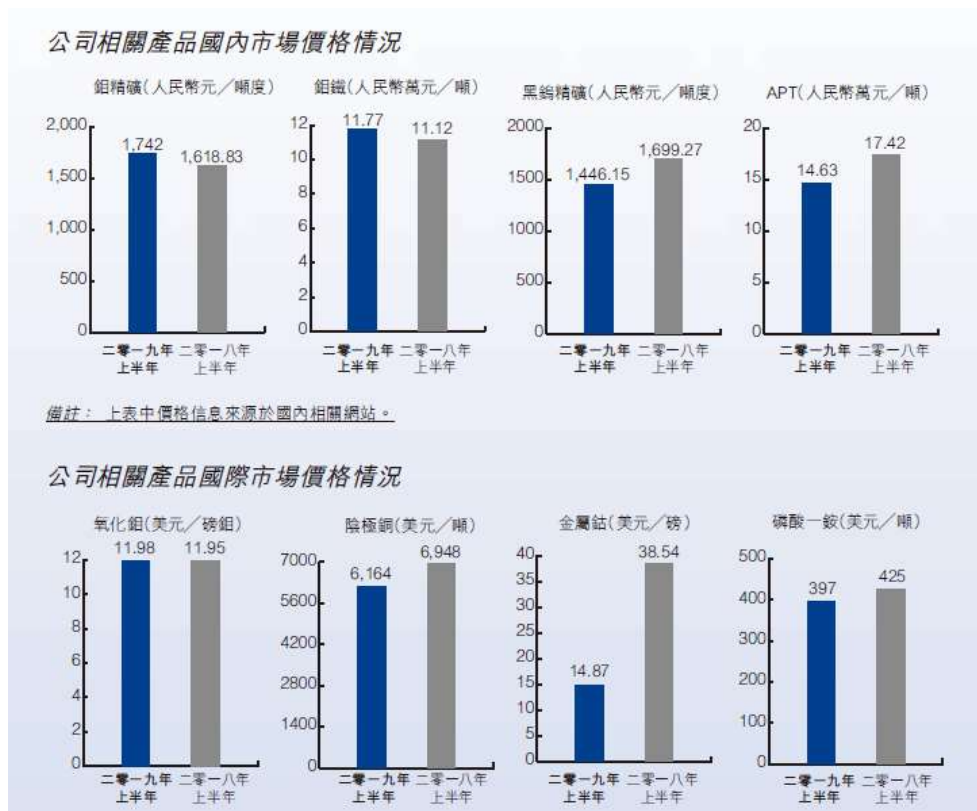 公司相關產品國內市場價格情況
鉬精礦(人民幣元／噸度)
2,000
1,500
1,000
500
0
1,742
1,618.83
二零一九年 二零一八年
上半年 上半年
鉬鐵(人民幣萬元／噸)
12
10
8
6
4
2
0
11.77
11.12
二零一九年 二零一八年
上半年 上半年
黑鎢精礦(人民幣元／噸度)
2000
1500
1000
500
0
1,446.15
1,699.27
二零一九年 二零一八年
上半年 上半年
APT(人民幣萬元／噸)
20
15
10
5
0
14.63
17.42
二零一九年 二零一八年
上半年 上半年
備註： 上表中價格信息來源於國內相關網站。
公司相關產品國際市場價格情況
氧化鉬(美元／磅鉬)
12
10
8
6
4
2
0
11.98
11.95
二零一九年 二零一八年
上半年 上半年
陰極銅(美元／噸)
7000
5600
4200
2800
1400
0
6,164
6,948
二零一九年 二零一八年
上半年 上半年
金屬鈷(美元／磅)
40
35
30
25
20
15
10
5
0
14.87
38.54
二零一九年 二零一八年
上半年 上半年
磷酸一銨(美元／噸)
500
400
300
200
100
0
397
425
二零一九年 二零一八年
上半年 上半年